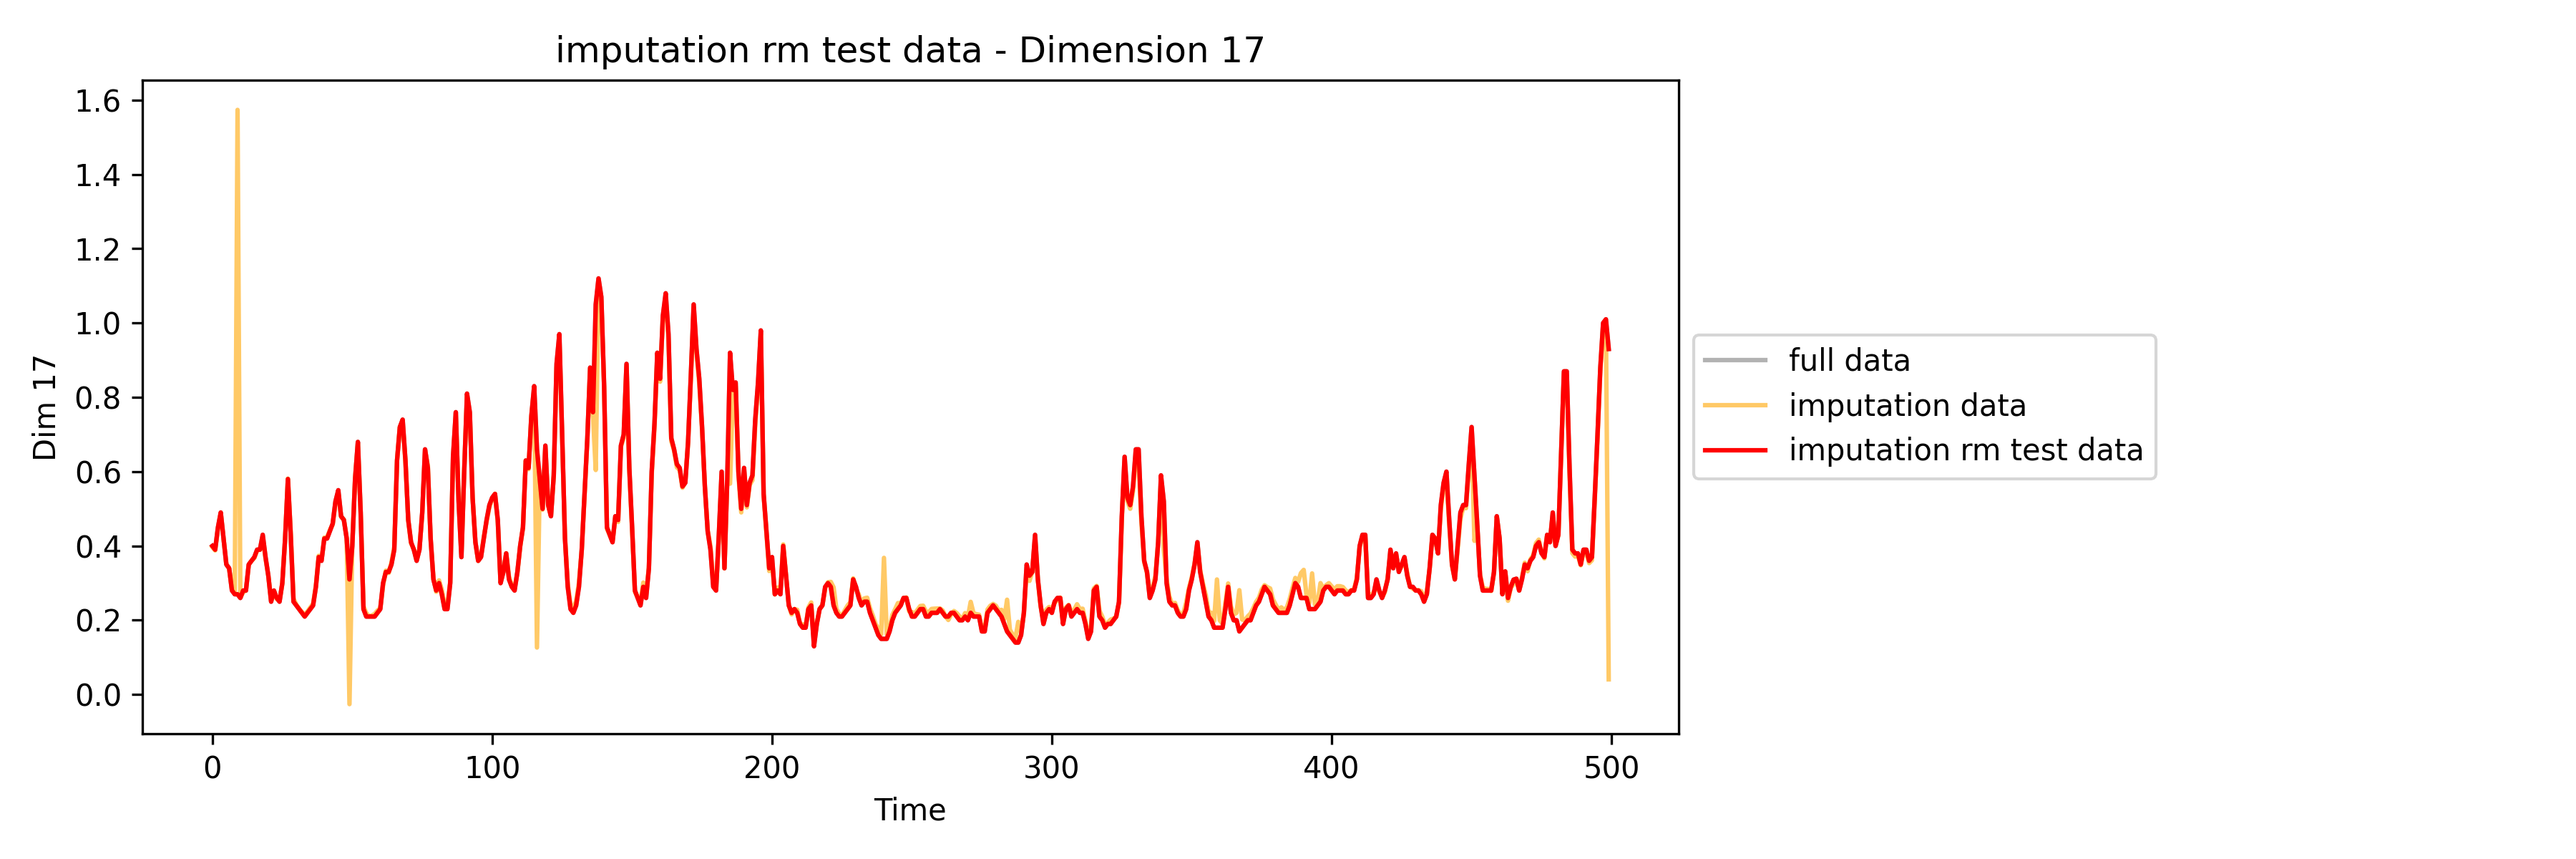 imputation rm test data - Dimension 17
1.6
1.4
1.2
1.0
0.8
0.6
0.4
0.2
0.0
Dim 17
0 100 200 300 400 500
Time
full data
imputation data
imputation rm test data